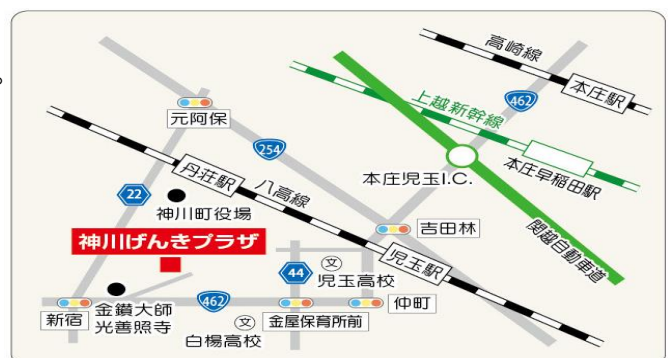 高崎線
本庄駅
462
上越新幹線
本庄早稲田駅
元阿保
254
本庄児玉I.C.
関越自動車道
丹荘駅
八高線
22
神川町役場
吉田林
神川げんきプラザ
児玉駅
44
文
児玉高校
462
仲町
新宿
金鑚大師
光善照寺
文
白楊高校
金屋保育所前